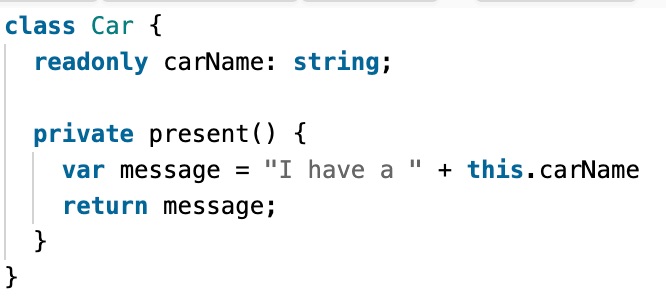 class Car {
readonly carName: string;
private present() {
var message = "I have a " + this.carName
return message;
}
}